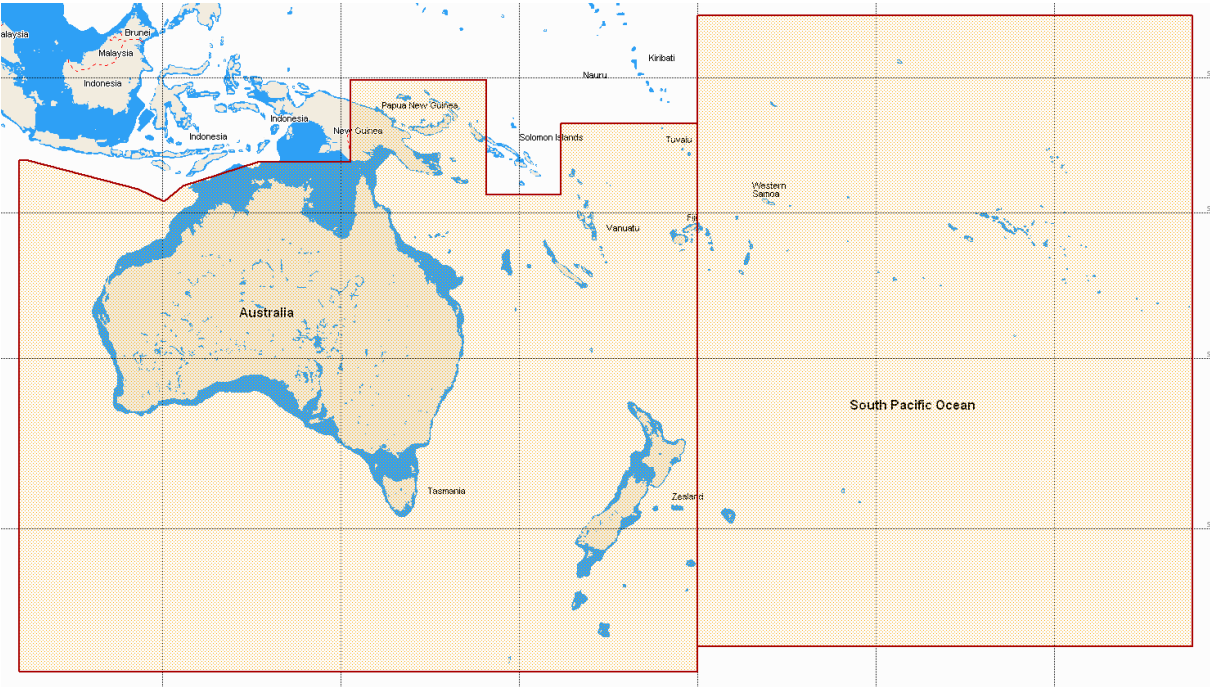 alaysia
Brunei
Malaysia
Indonesia
Kiribati
Nauru
Papua New Guinea
Indonesia
New Guinea
Indonesia
Solomon Islands
Tuvalu
Western
Samoa
Fiji
Vanuatu
Australia
South Pacific Ocean
Tasmania
Zealand